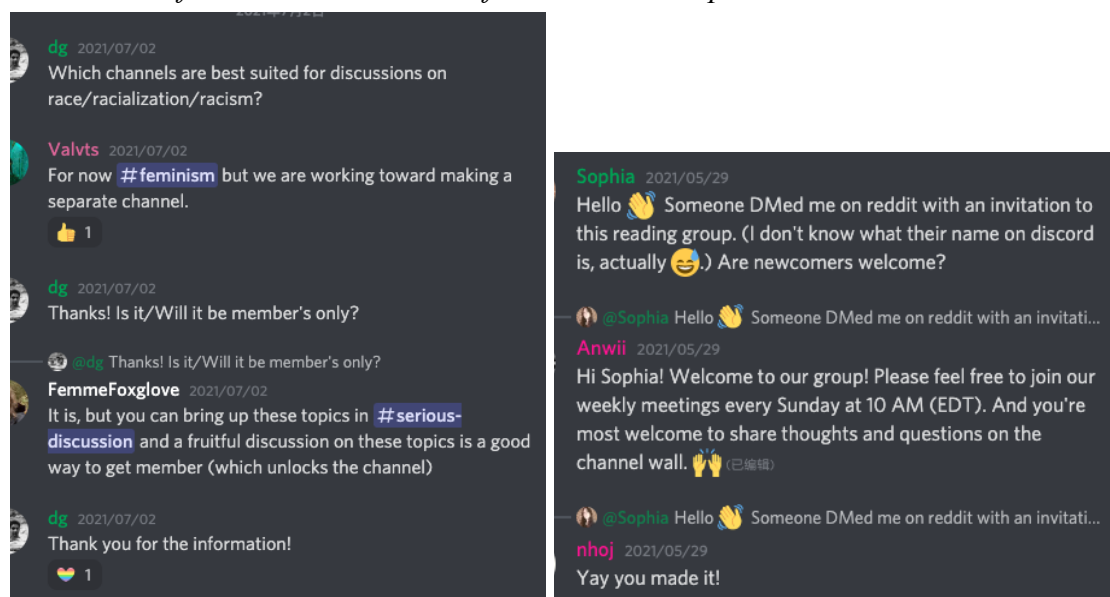 2021年7月2日
dg 2021/07/02
Which channels are best suited for discussions on
race/racialization/racism?
Valvts 2021/07/02
For now #feminism but we are working toward making a
separate channel.
👍 1
dg 2021/07/02
Thanks! Is it/Will it be member's only?
@dg Thanks! Is it/Will it be member's only?
FemmeFoxglove 2021/07/02
It is, but you can bring up these topics in #serious-
discussion and a fruitful discussion on these topics is a good
way to get member (which unlocks the channel)
dg 2021/07/02
Thank you for the information!
1
Sophia 2021/05/29
Hello 👋 Someone DMed me on reddit with an invitation to
this reading group. (I don't know what their name on discord
is, actually 😅.) Are newcomers welcome?
@Sophia Hello 👋 Someone DMed me on reddit with an invitati...
Anwii 2021/05/29
Hi Sophia! Welcome to our group! Please feel free to join our
weekly meetings every Sunday at 10 AM (EDT). And you're
most welcome to share thoughts and questions on the
channel wall. 🙌 (已编辑)
@Sophia Hello 👋 Someone DMed me on reddit with an invitati...
nhoj 2021/05/29
Yay you made it!